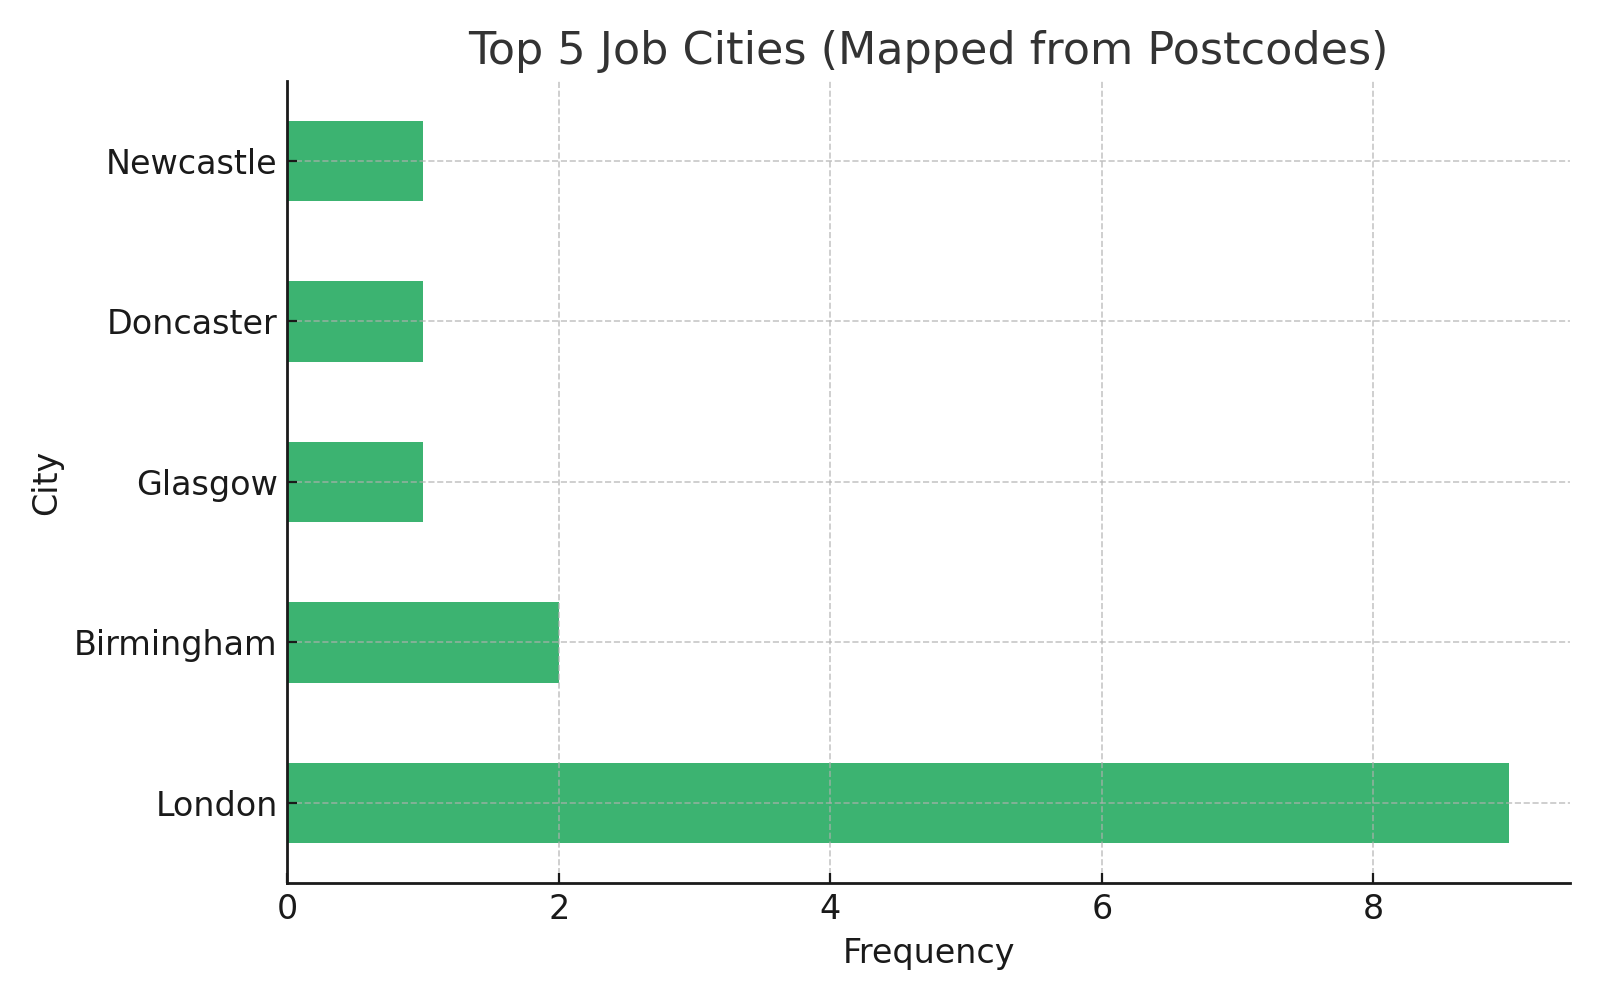 Top 5 Job Cities (Mapped from Postcodes)
Newcastle
Doncaster
Glasgow
Birmingham
London
City
0 2 4 6 8
Frequency